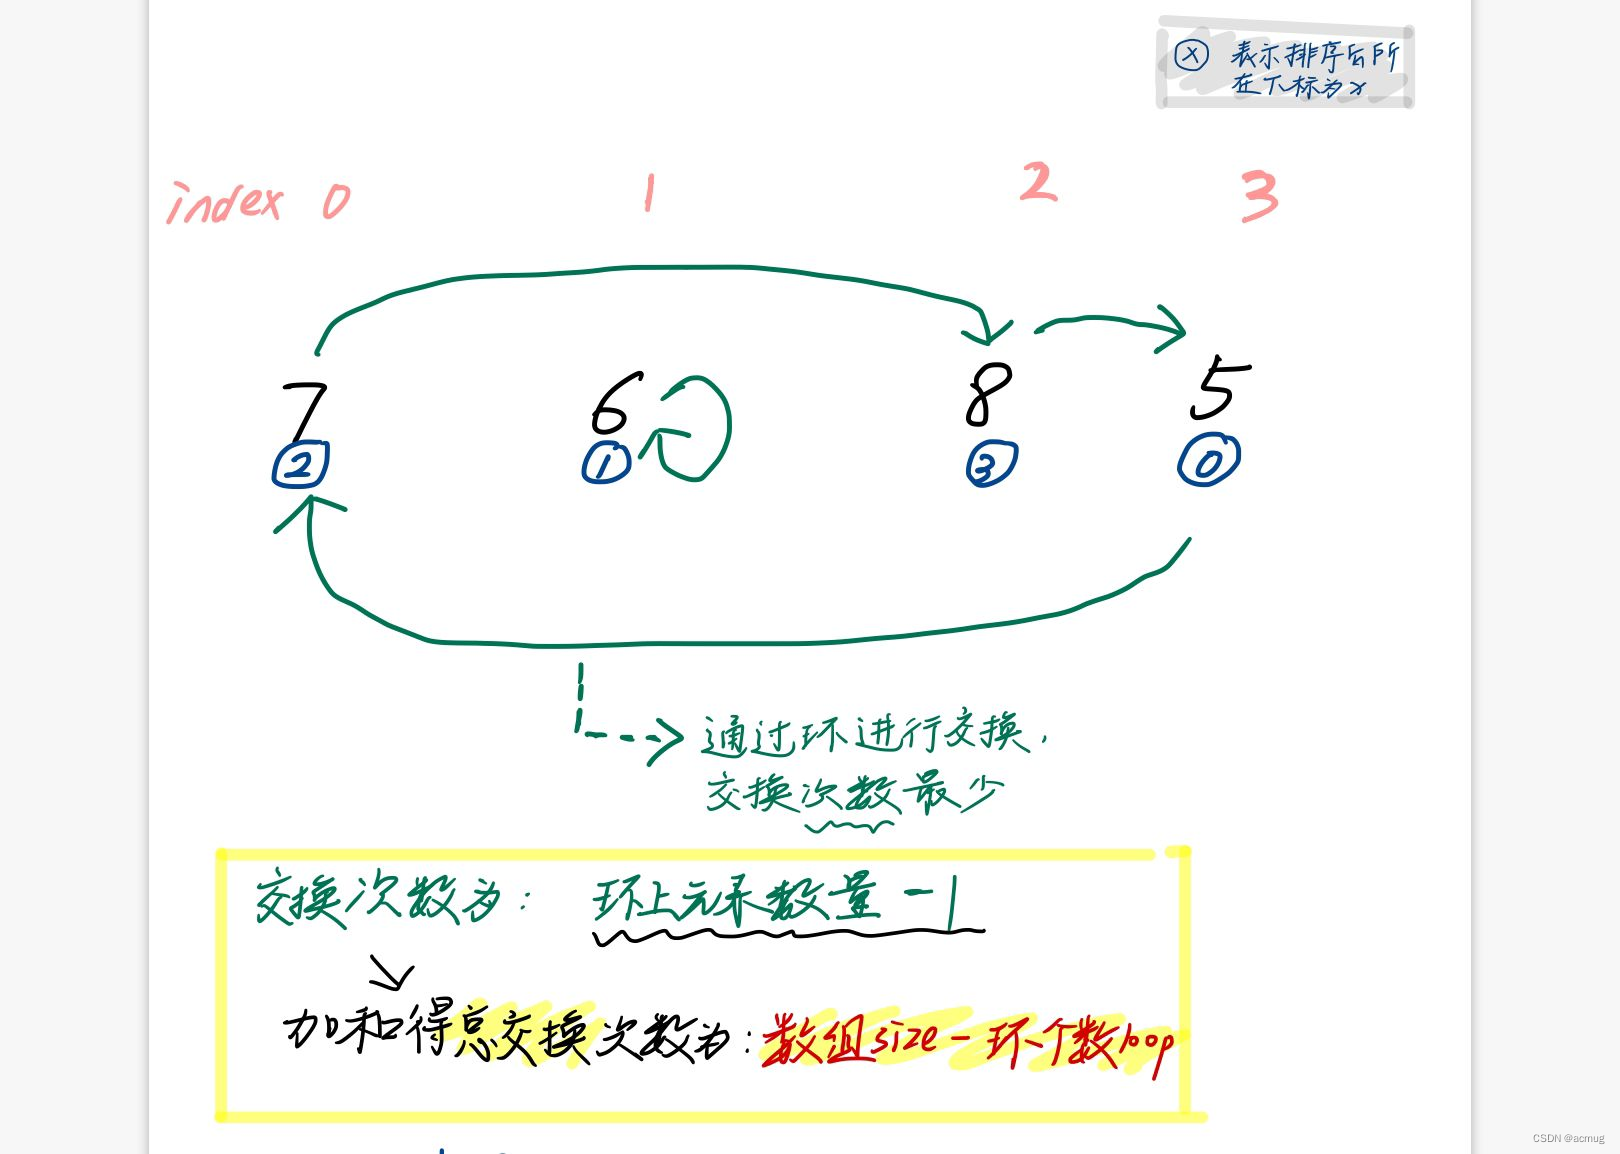 ⓧ 表示排序后所
在下标为x
index 0 1 2 3
7 6 8 5
② ① ③ ⓪
通过环进行交换,
交换次数最少
交换次数为: 环上元素数量-1
加和得总交换次数为:数组size-环个数loop
CSDN @acmug